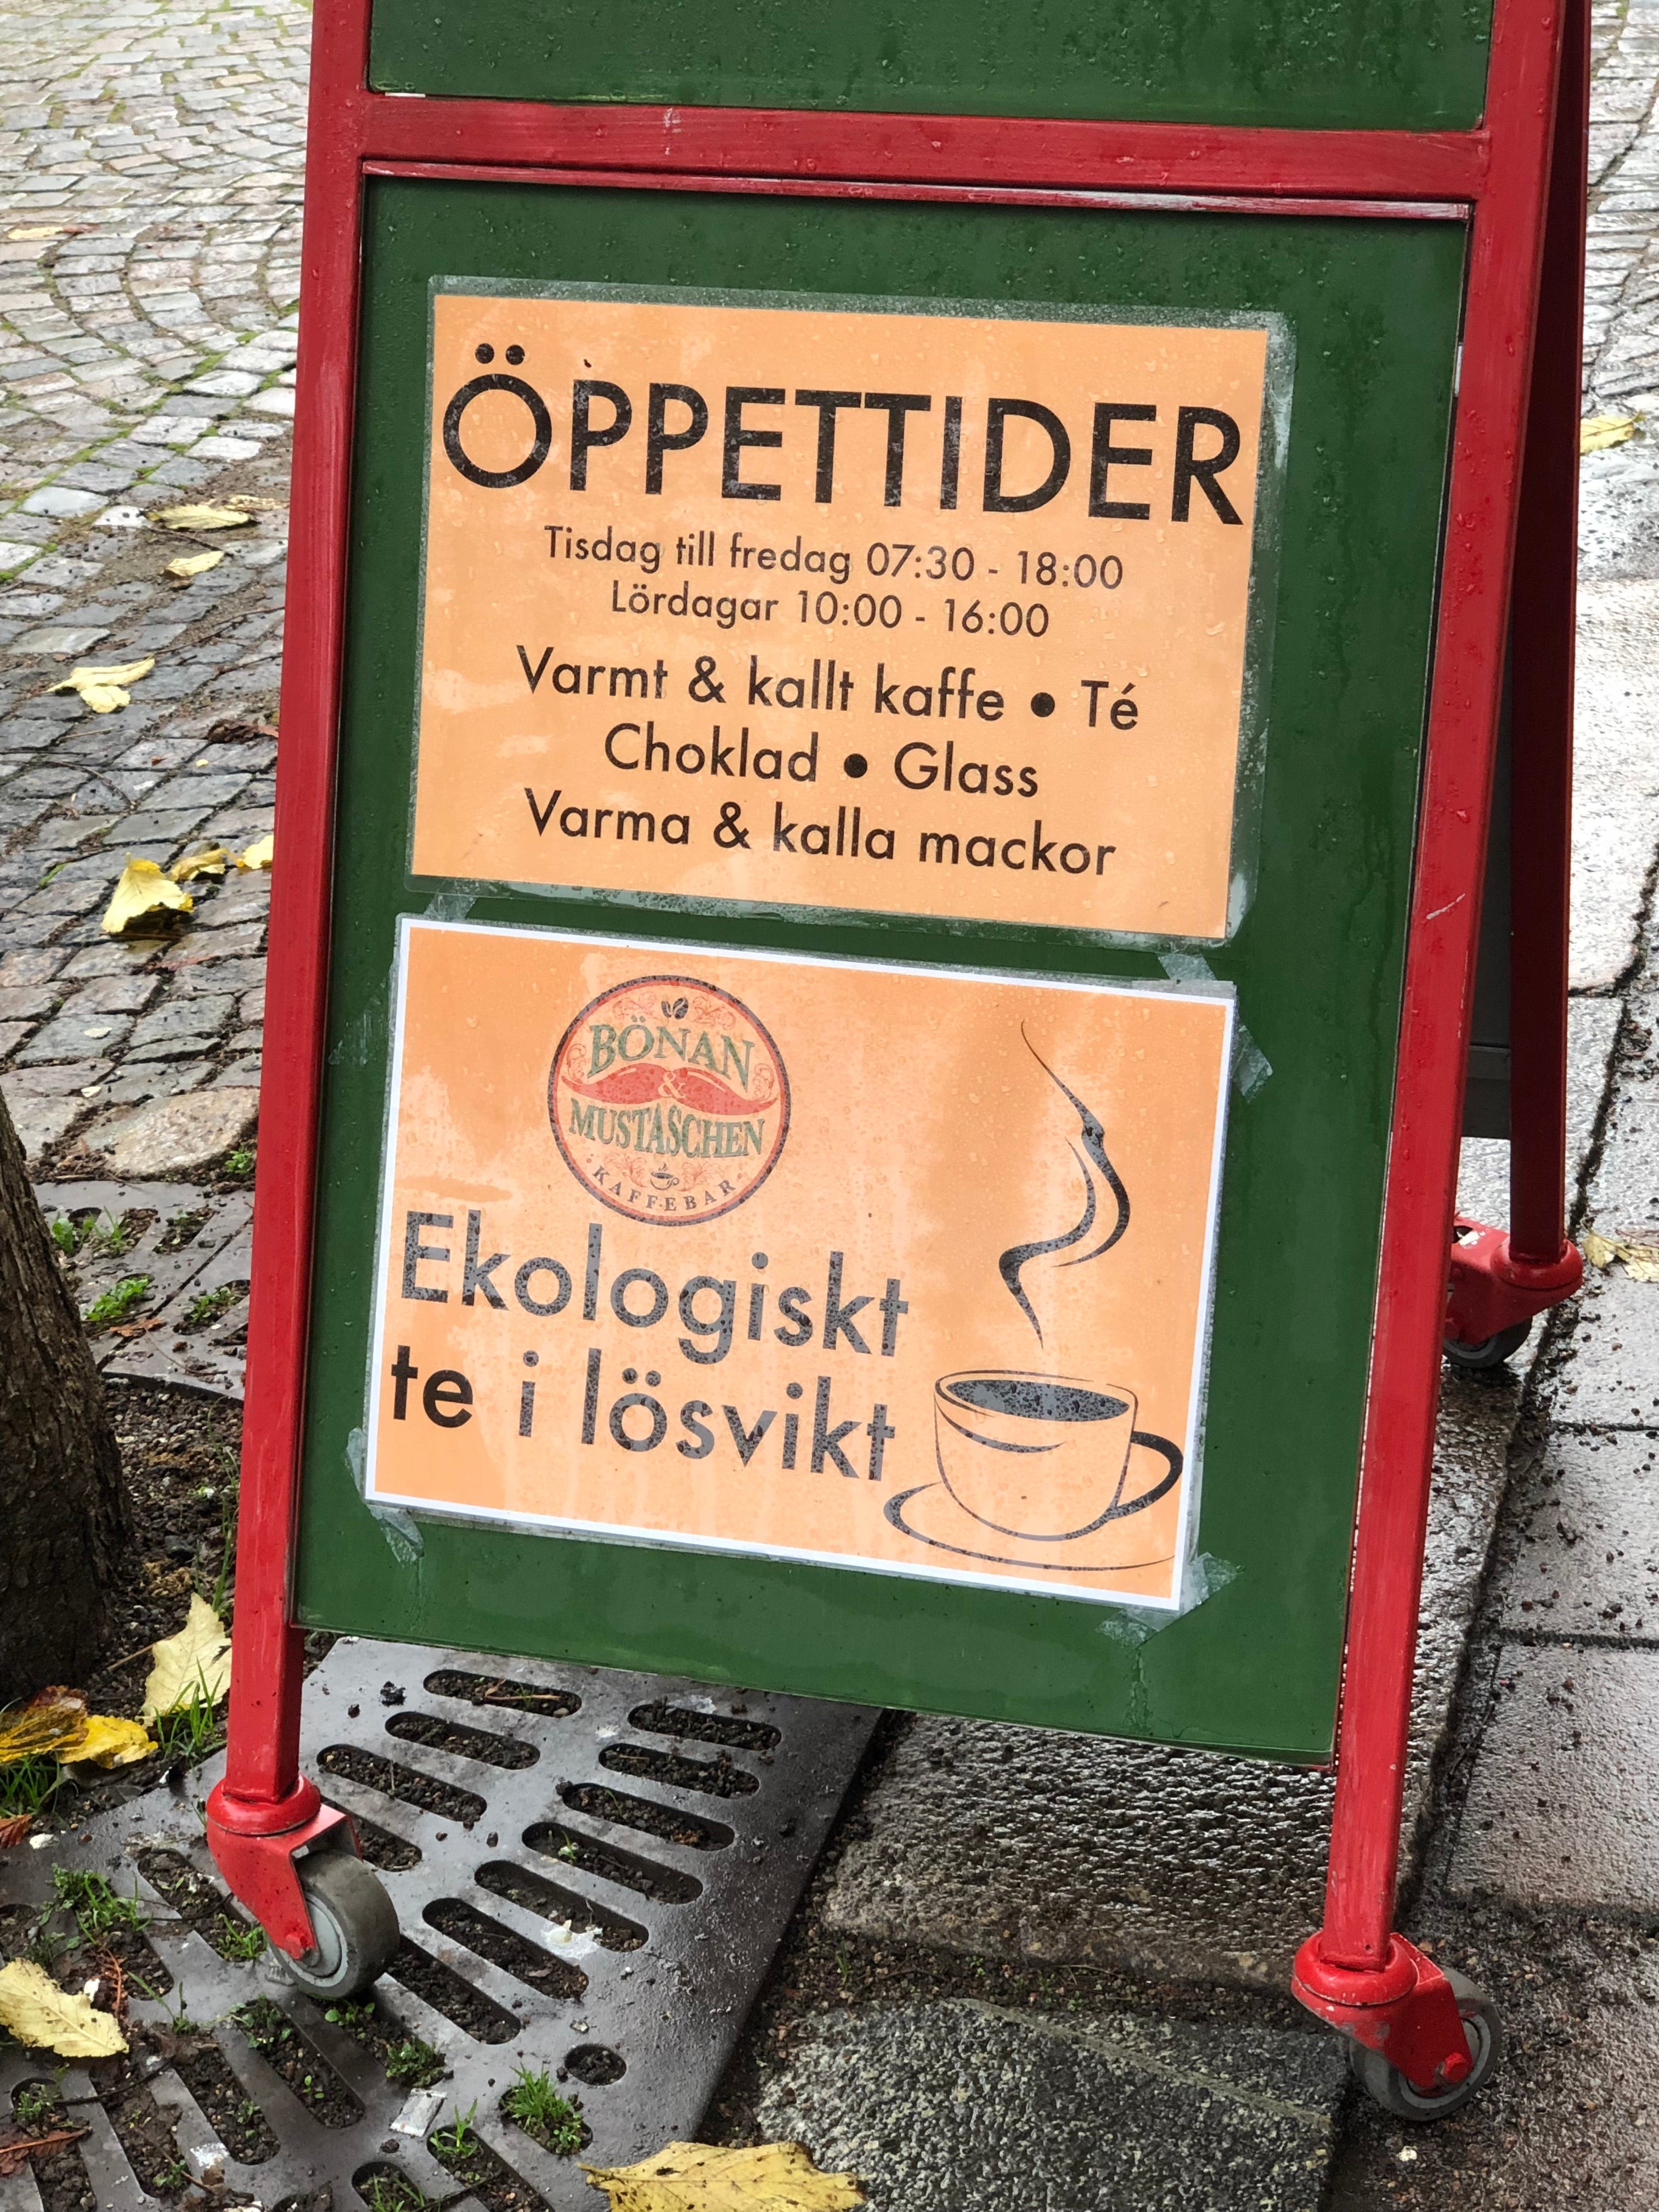 ÖPPETTIDER
Tisdag till fredag 07:30 - 18:00
Lördagar 10:00 - 16:00
Varmt & kallt kaffe • Té
Choklad • Glass
Varma & kalla mackor
BÖNAN
&
MUSTASCHEN
• KAFFEBAR •
Ekologiskt
te i lösvikt